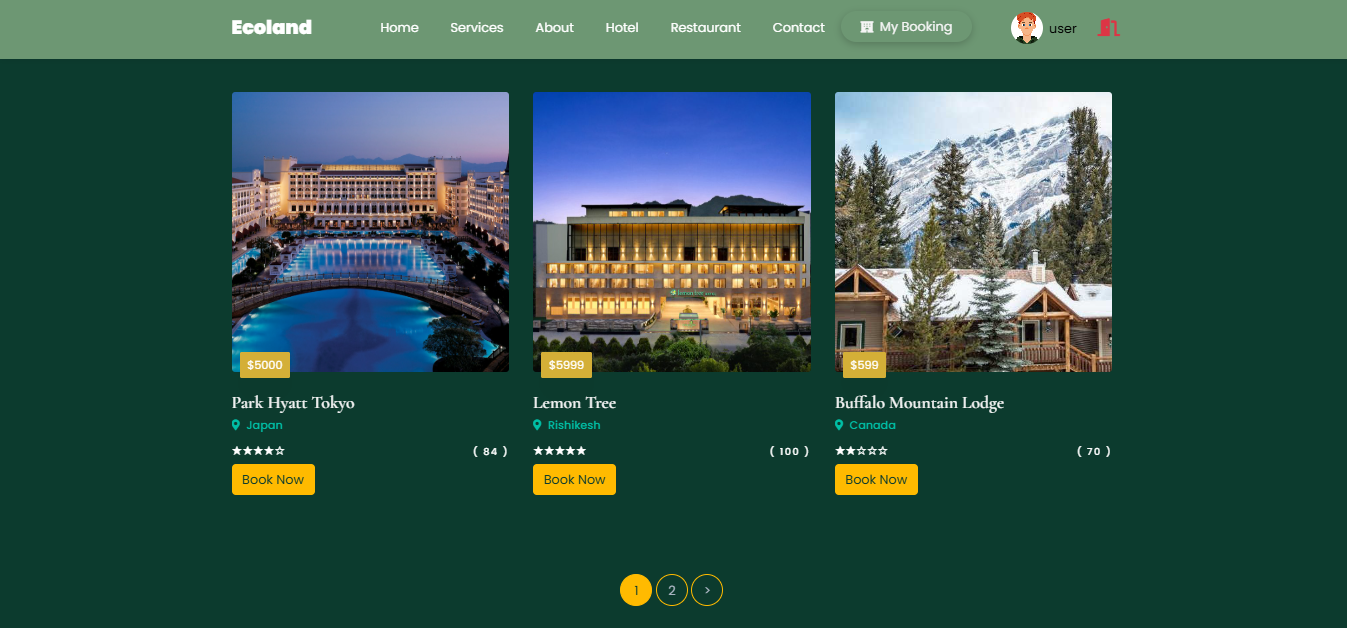 Ecoland Home Services About Hotel Restaurant Contact My Booking user
$5000 $5999 $599
Park Hyatt Tokyo Lemon Tree Buffalo Mountain Lodge
Japan Rishikesh Canada
( 84 ) ( 100 ) ( 70 )
Book Now Book Now Book Now
1 2 >